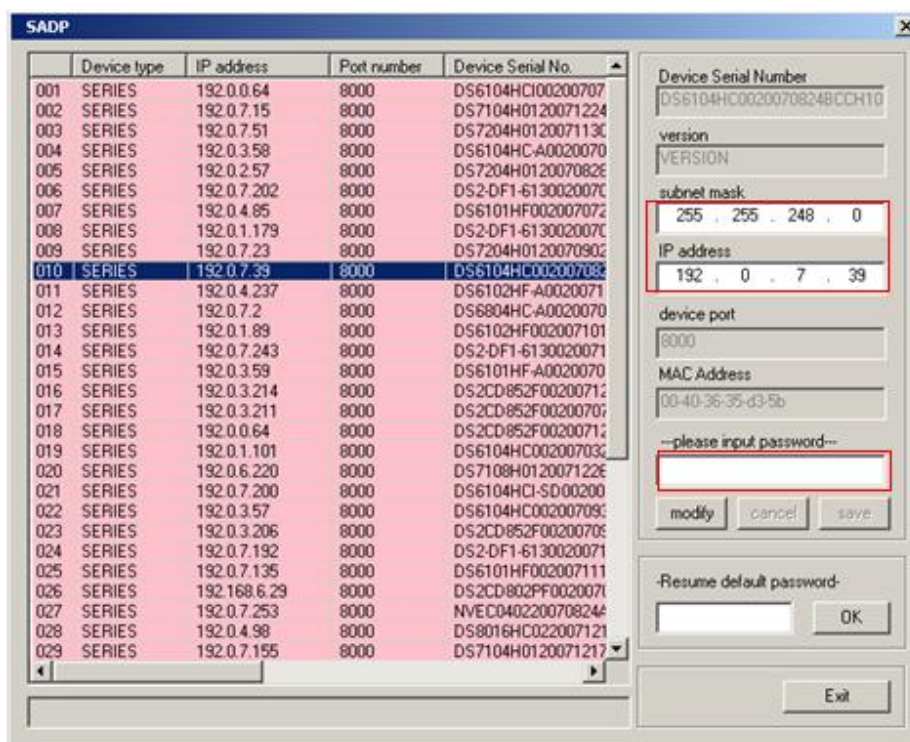 SADP
Device type IP address Port number Device Serial No.
001 SERIES 192.0.0.64 8000 DS6104HCI00200707
002 SERIES 192.0.7.15 8000 DS7104H0120071224
003 SERIES 192.0.7.51 8000 DS7204H0120071130
004 SERIES 192.0.3.58 8000 DS6104HC-A0020070
005 SERIES 192.0.2.57 8000 DS7204H0120070828
006 SERIES 192.0.7.202 8000 DS2-DF1-613002007
007 SERIES 192.0.4.85 8000 DS6101HF002007072
008 SERIES 192.0.1.179 8000 DS2-DF1-613002007
009 SERIES 192.0.7.23 8000 DS7204H0120070902
010 SERIES 192.0.7.39 8000 DS6104HC002007082
011 SERIES 192.0.4.237 8000 DS6102HF-A0020071
012 SERIES 192.0.7.2 8000 DS6804HC-A0020070
013 SERIES 192.0.1.89 8000 DS6102HF002007101
014 SERIES 192.0.7.243 8000 DS2-DF1-6130020071
015 SERIES 192.0.3.59 8000 DS6101HF-A0020070
016 SERIES 192.0.3.214 8000 DS2CD852F00200712
017 SERIES 192.0.3.211 8000 DS2CD852F00200707
018 SERIES 192.0.0.64 8000 DS2CD852F00200712
019 SERIES 192.0.1.101 8000 DS6104HC002007032
020 SERIES 192.0.6.220 8000 DS7108H0120071226
021 SERIES 192.0.7.200 8000 DS6104HCI-SD00200
022 SERIES 192.0.3.57 8000 DS6104HC002007093
023 SERIES 192.0.3.206 8000 DS2CD852F00200709
024 SERIES 192.0.7.192 8000 DS2-DF1-6130020071
025 SERIES 192.0.7.135 8000 DS6101HF002007111
026 SERIES 192.168.6.29 8000 DS2CD802PF002007
027 SERIES 192.0.7.253 8000 NVEC040220070824A
028 SERIES 192.0.4.98 8000 DS8016HC022007121
029 SERIES 192.0.7.155 8000 DS7104H0120071217
Device Serial Number
DS6104HC0020070824BCCH10
version
VERSION
subnet mask
255 . 255 . 248 . 0
IP address
192 . 0 . 7 . 39
device port
8000
MAC Address
00-40-36-35-d3-5b
---please input password---
modify cancel save
-Resume default password-
OK
Exit